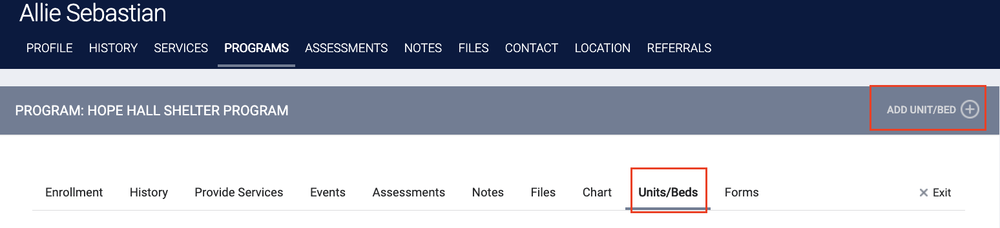 Allie Sebastian
PROFILE HISTORY SERVICES PROGRAMS ASSESSMENTS NOTES FILES CONTACT LOCATION REFERRALS
PROGRAM: HOPE HALL SHELTER PROGRAM ADD UNIT/BED
Enrollment History Provide Services Events Assessments Notes Files Chart Units/Beds Forms Exit